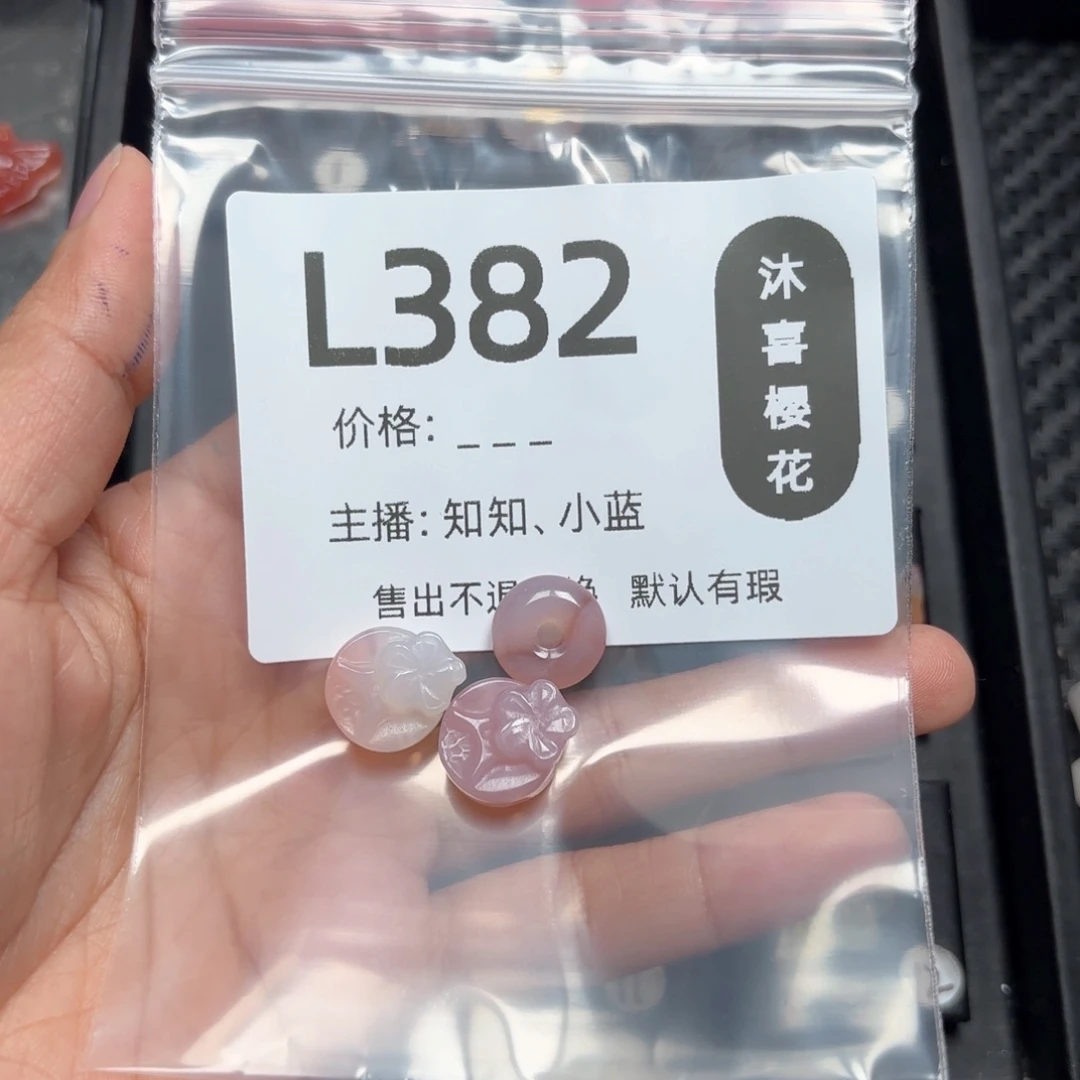 L382
沐喜樱花
价格: _ _ _
主播: 知知、小蓝
售出不退 换 默认有瑕